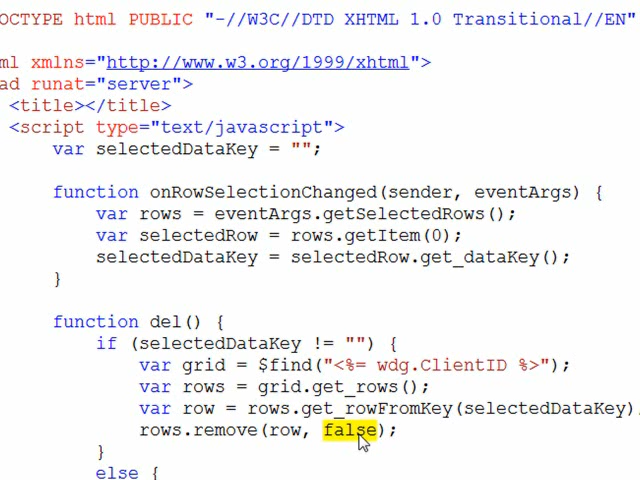 OCTYPE html PUBLIC "-//W3C//DTD XHTML 1.0 Transitional//EN"
ml xmlns="http://www.w3.org/1999/xhtml">
ad runat="server">
<title></title>
<script type="text/javascript">
var selectedDataKey = "";
function onRowSelectionChanged(sender, eventArgs) {
var rows = eventArgs.getSelectedRows();
var selectedRow = rows.getItem(0);
selectedDataKey = selectedRow.get_dataKey();
}
function del() {
if (selectedDataKey != "") {
var grid = $find("<%= wdg.ClientID %>");
var rows = grid.get_rows();
var row = rows.get_rowFromKey(selectedDataKey)
rows.remove(row, false);
}
else {